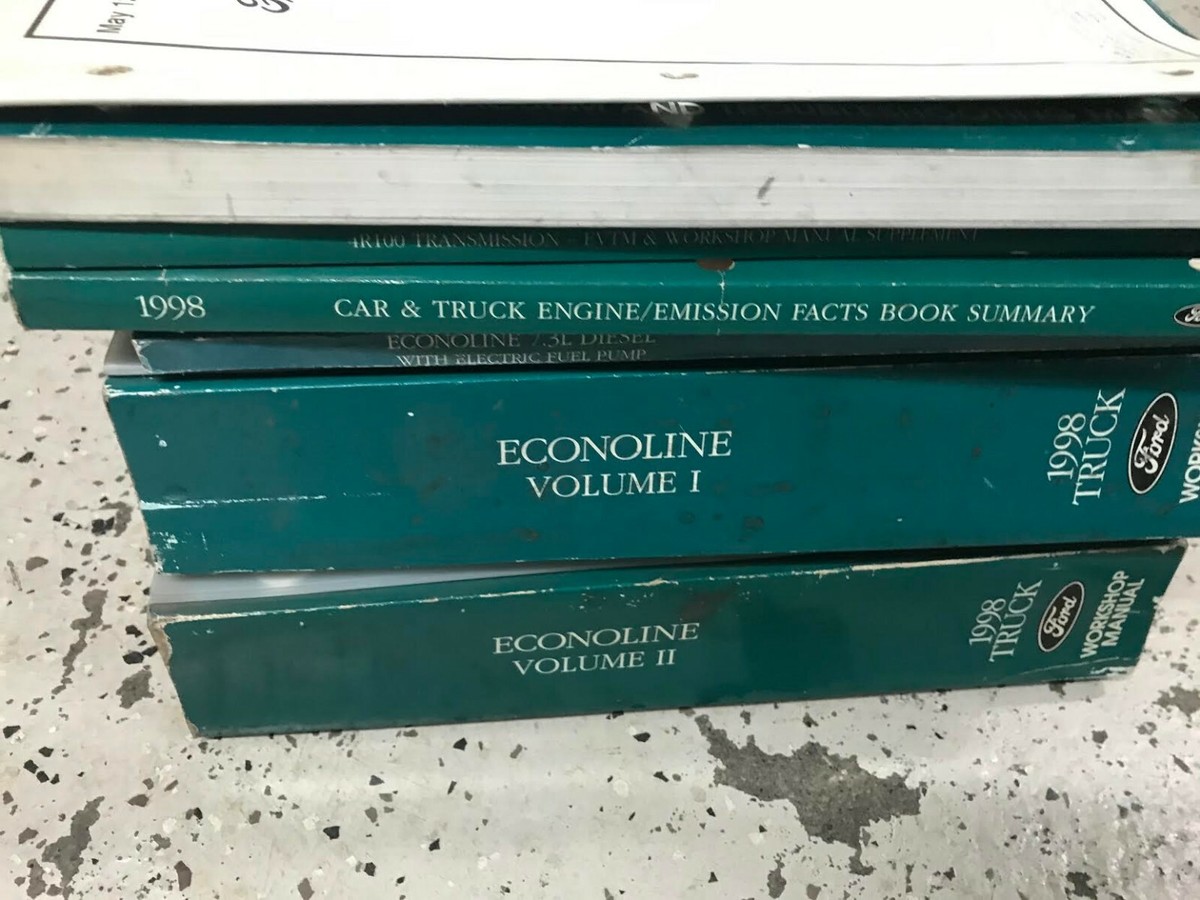 May 1
ND
4R100 TRANSMISSION EVTM & WORKSHOP MANUAL SUPPLEMENT
1998 CAR & TRUCK ENGINE/EMISSION FACTS BOOK SUMMARY
ECONOLINE 7.3L DIESEL
WITH ELECTRIC FUEL PUMP
ECONOLINE
VOLUME I
1998
TRUCK
Ford
ECONOLINE
VOLUME II
1998
TRUCK
Ford
WORKSHOP
MANUAL